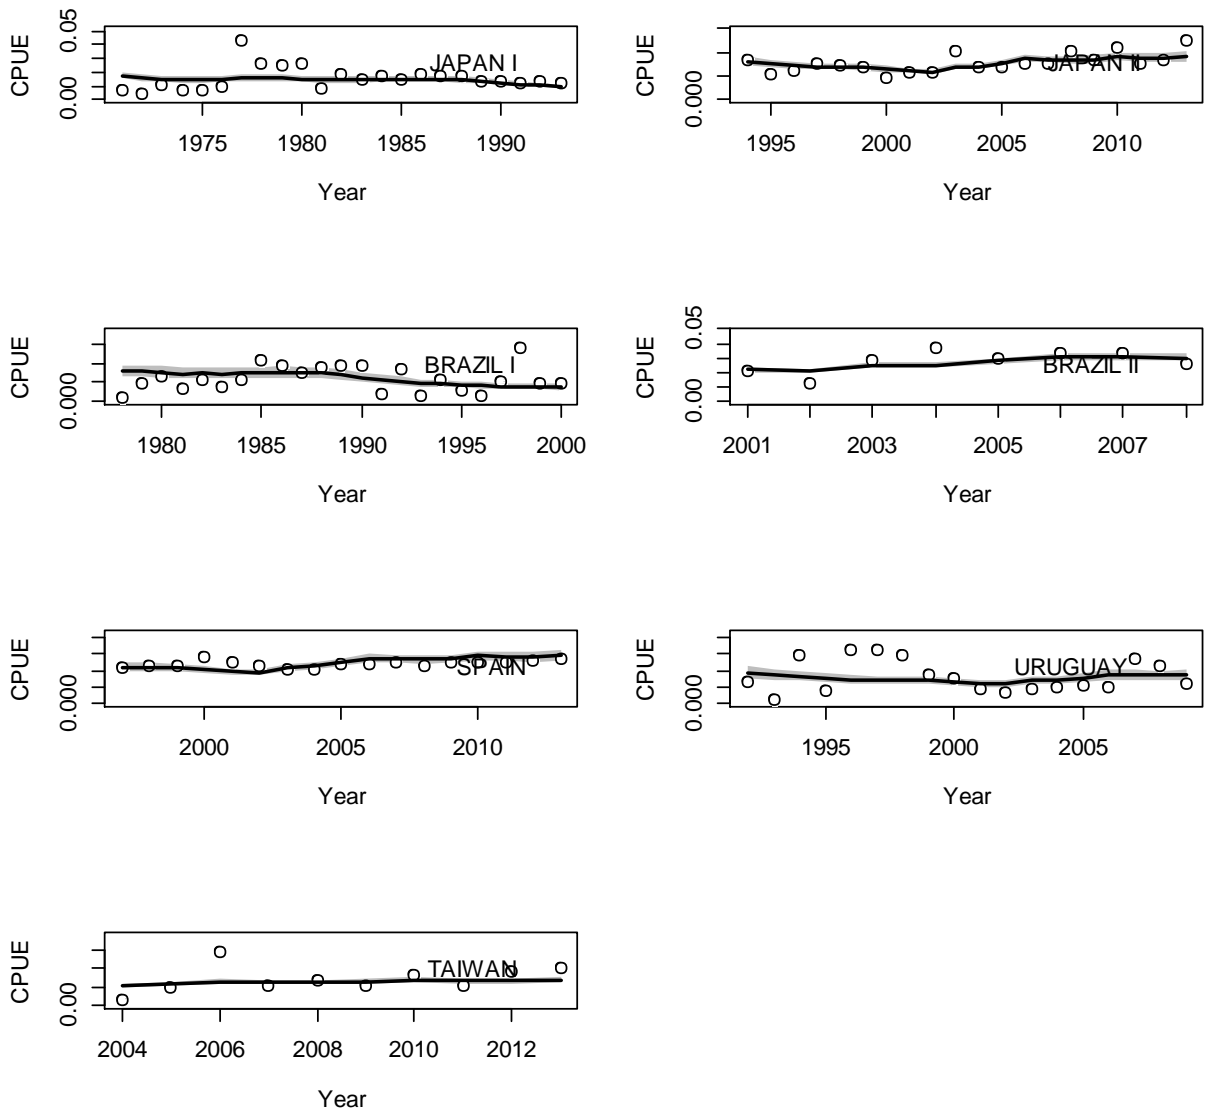 CPUE
0.00 0.05
JAPAN I
1975 1980 1985 1990
Year
CPUE
0.000
JAPAN II
1995 2000 2005 2010
Year
CPUE
0.000
BRAZIL I
1980 1985 1990 1995 2000
Year
CPUE
0.00 0.05
BRAZIL II
2001 2003 2005 2007
Year
CPUE
0.000
SPAIN
2000 2005 2010
Year
CPUE
0.000
URUGUAY
1995 2000 2005
Year
CPUE
0.00
TAIWAN
2004 2006 2008 2010 2012
Year